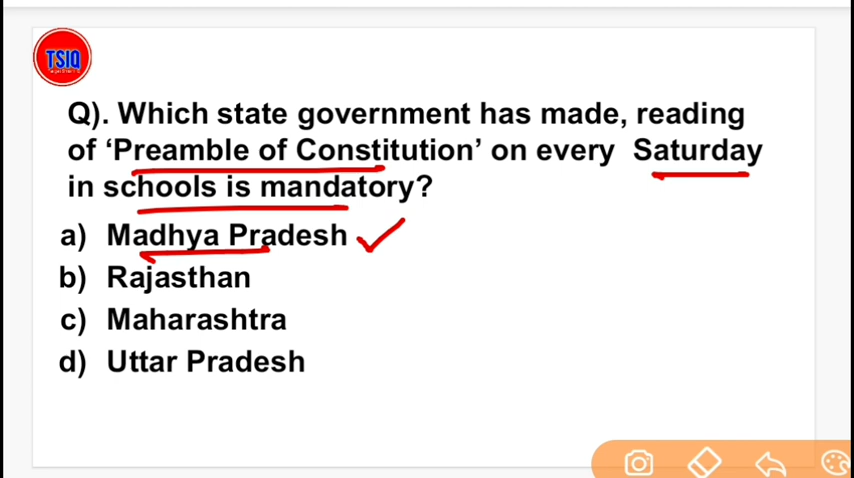 TSIQ
Q). Which state government has made, reading
of ‘Preamble of Constitution’ on every Saturday
in schools is mandatory?
a) Madhya Pradesh
b) Rajasthan
c) Maharashtra
d) Uttar Pradesh